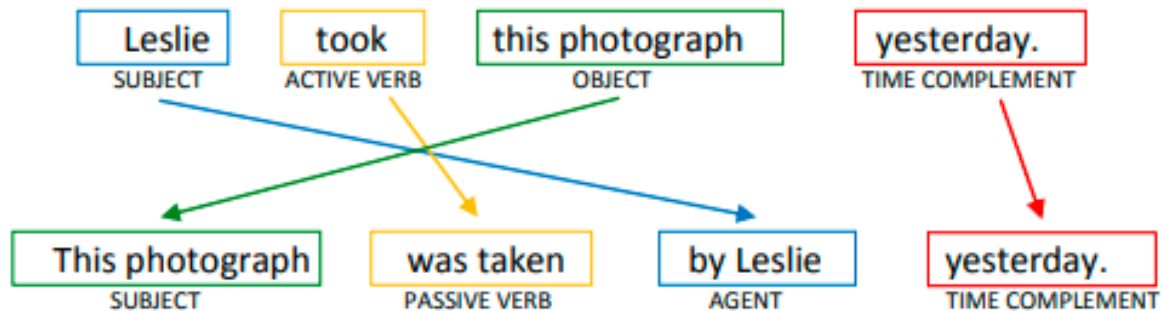 Leslie took this photograph yesterday.
SUBJECT ACTIVE VERB OBJECT TIME COMPLEMENT
This photograph was taken by Leslie yesterday.
SUBJECT PASSIVE VERB AGENT TIME COMPLEMENT